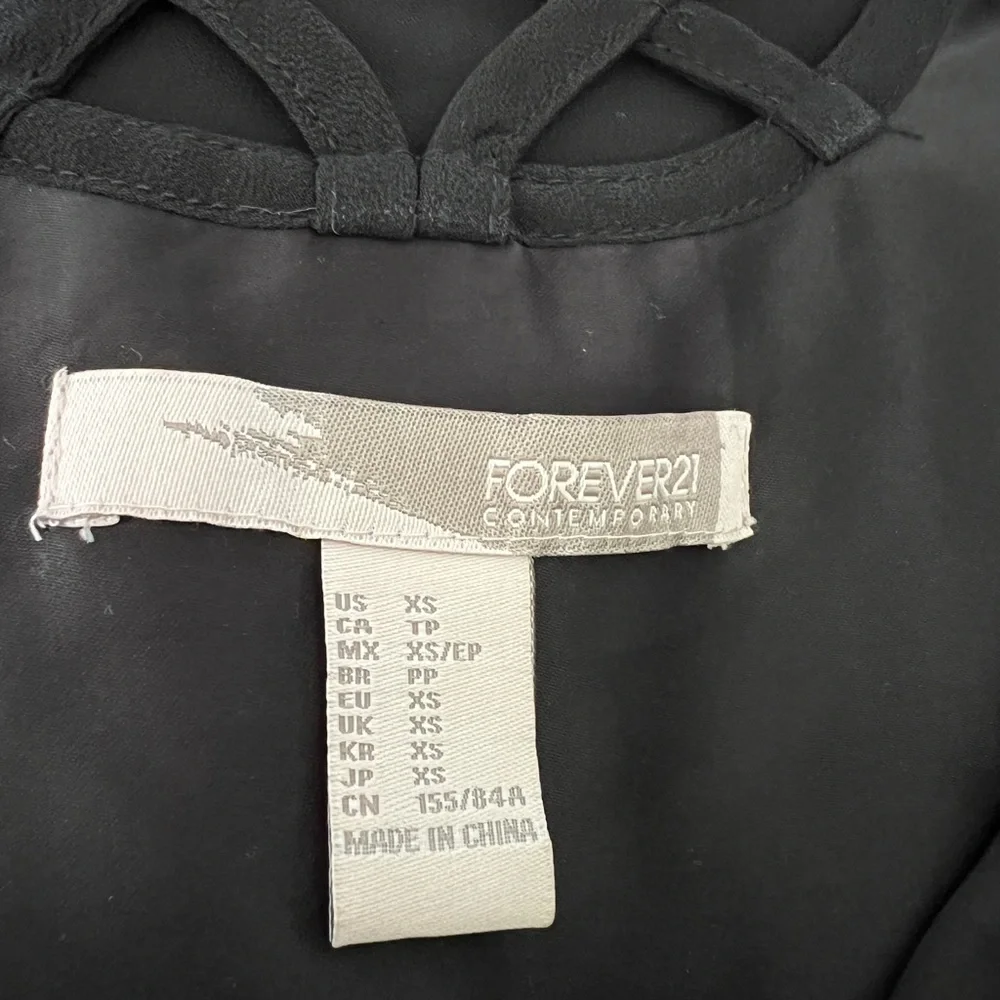 FOREVER21
CONTEMPORARY
US XS
CA TP
MX XS/EP
BR PP
EU XS
UK XS
KR XS
JP XS
CN 155/84A
MADE IN CHINA